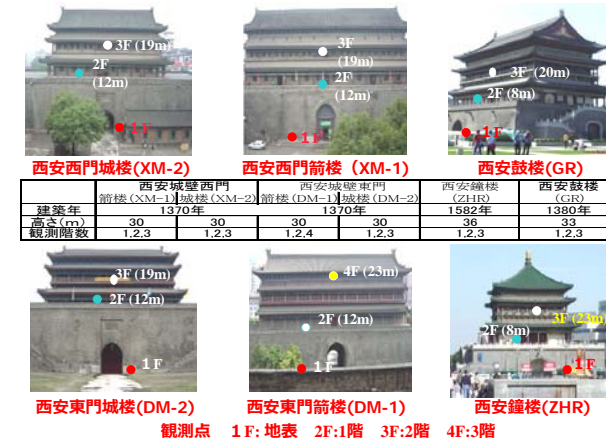 3F (19m)
2F
(12m)
1F
3F
(19m)
2F
(12m)
1F
3F (20m)
2F (8m)
1F
西安西門城楼(XM-2)
西安西門箭楼（XM-1)
西安鼓楼(GR)
西安城壁西門 西安城壁東門 西安鐘楼 西安鼓楼
箭楼(XM-1) 城楼(XM-2) 箭楼(DM-1) 城楼(DM-2) (ZHR) (GR)
建築年 1370年 1370年 1582年 1380年
高さ(m) 30 30 30 30 36 33
観測階数 1,2,3 1,2,3 1,2,4 1,2,3 1,2,3 1,2,3
3F (19m)
2F (12m)
1F
4F (23m)
2F (12m)
1F
3F (23m)
2F (8m)
1F
西安東門城楼(DM-2)
西安東門箭楼(DM-1)
西安鐘楼(ZHR)
観測点 1F: 地表 2F:1階 3F:2階 4F:3階